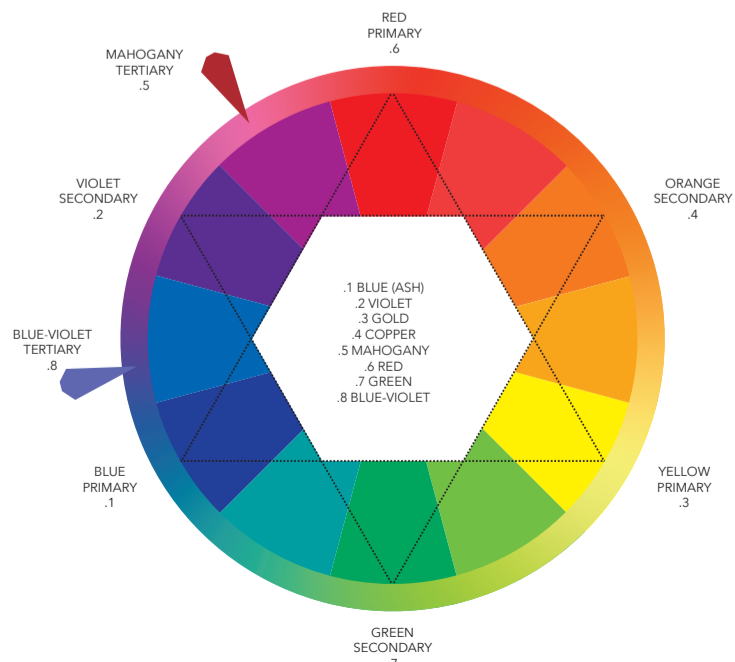 RED
PRIMARY
.6
MAHOGANY
TERTIARY
.5
VIOLET
SECONDARY
.2
ORANGE
SECONDARY
.4
.1 BLUE (ASH)
.2 VIOLET
.3 GOLD
.4 COPPER
.5 MAHOGANY
.6 RED
.7 GREEN
.8 BLUE-VIOLET
BLUE-VIOLET
TERTIARY
.8
BLUE
PRIMARY
.1
YELLOW
PRIMARY
.3
GREEN
SECONDARY